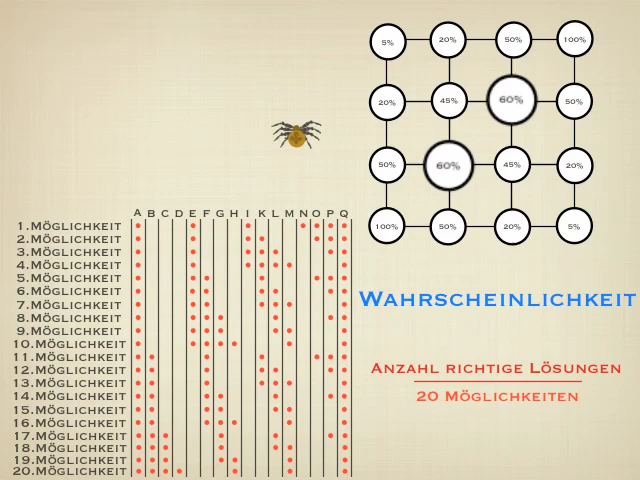 5% 20% 50% 100%
20% 45% 60% 50%
50% 60% 45% 20%
100% 50% 20% 5%
A B C D E F G H I K L M N O P Q
1.MÖGLICHKEIT
2.MÖGLICHKEIT
3.MÖGLICHKEIT
4.MÖGLICHKEIT
5.MÖGLICHKEIT
6.MÖGLICHKEIT
7.MÖGLICHKEIT
8.MÖGLICHKEIT
9.MÖGLICHKEIT
10.MÖGLICHKEIT
11.MÖGLICHKEIT
12.MÖGLICHKEIT
13.MÖGLICHKEIT
14.MÖGLICHKEIT
15.MÖGLICHKEIT
16.MÖGLICHKEIT
17.MÖGLICHKEIT
18.MÖGLICHKEIT
19.MÖGLICHKEIT
20.MÖGLICHKEIT
WAHRSCHEINLICHKEIT
ANZAHL RICHTIGE LÖSUNGEN
20 MÖGLICHKEITEN